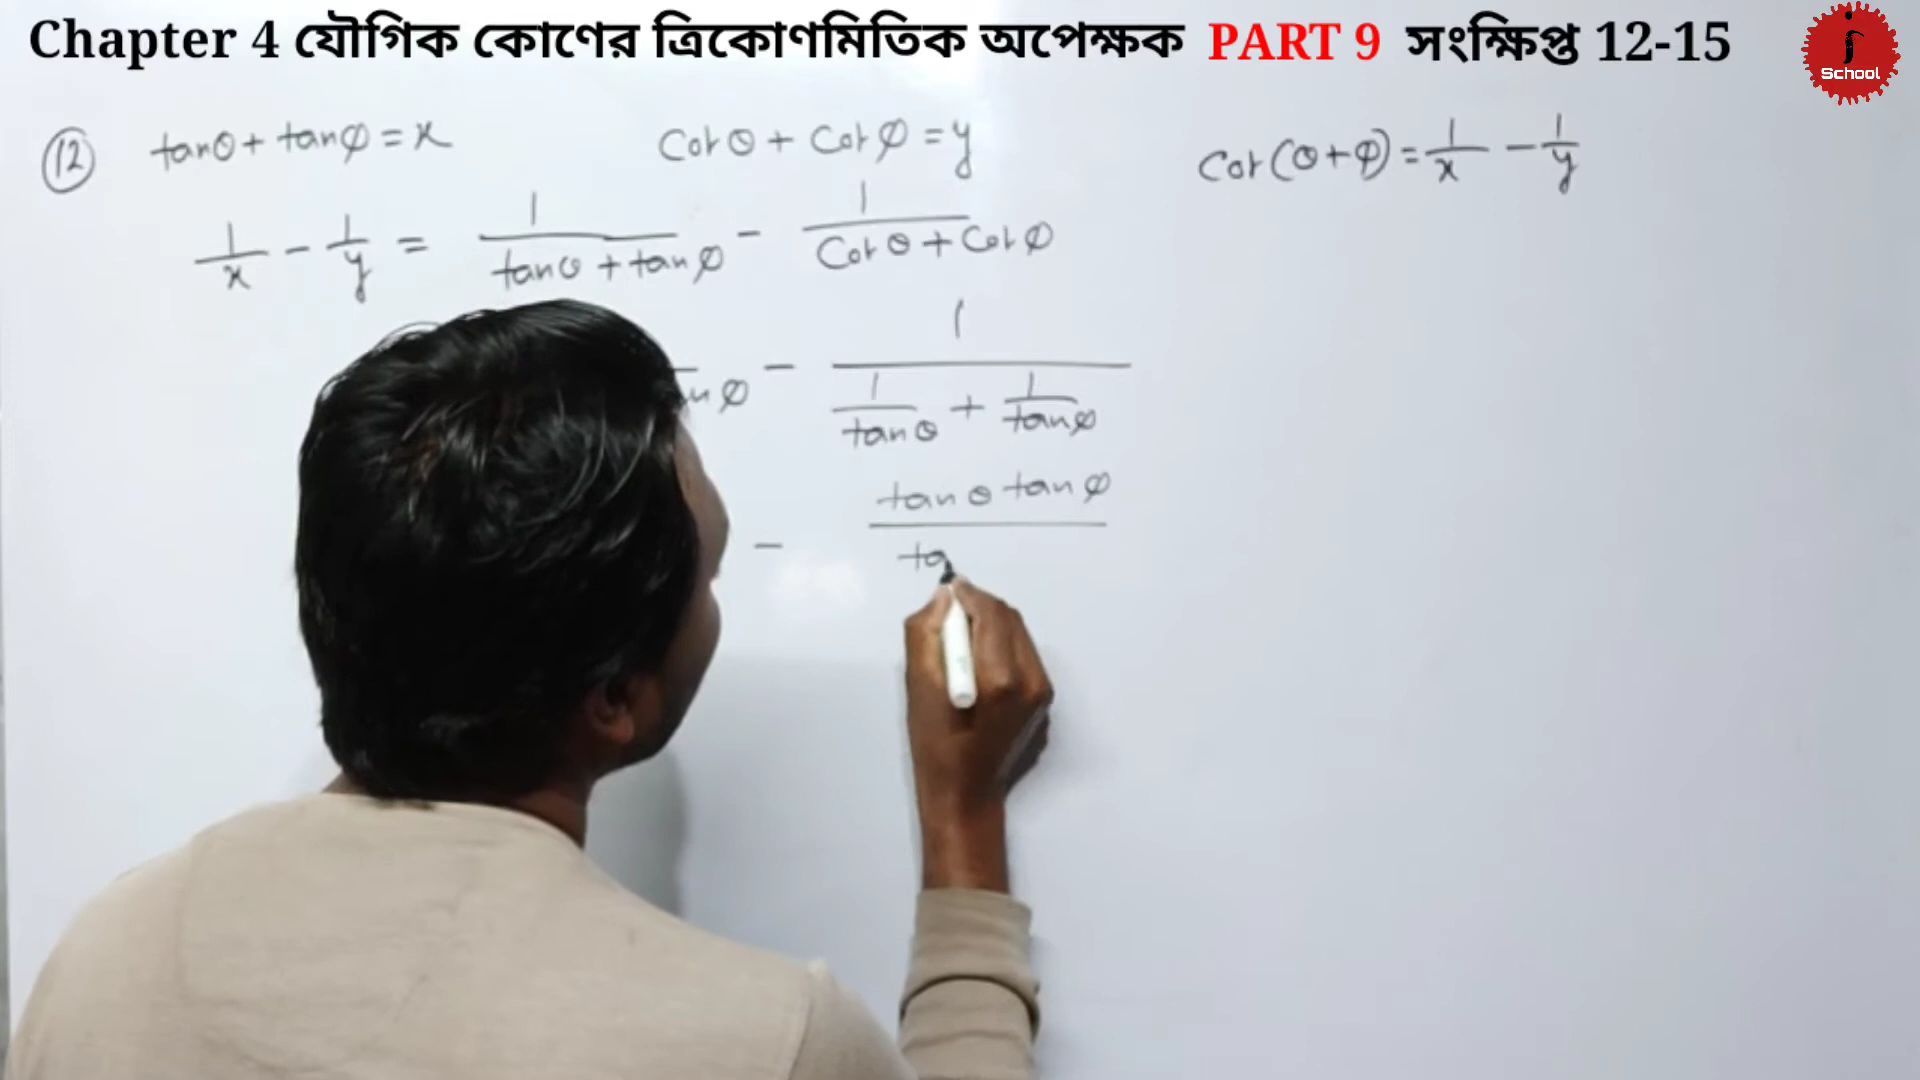 Chapter 4 যৌগিক কোণের ত্রিকোণমিতিক অপেক্ষক PART 9 সংক্ষিপ্ত 12-15
School
(12) tanθ + tanφ = x cotθ + cotφ = y cot(θ+φ) = 1/x - 1/y
1/x - 1/y = 1/(tanθ + tanφ) - 1/(cotθ + cotφ)
φ - 1/(1/tanθ + 1/tanφ)
- tanθ tanφ
ta